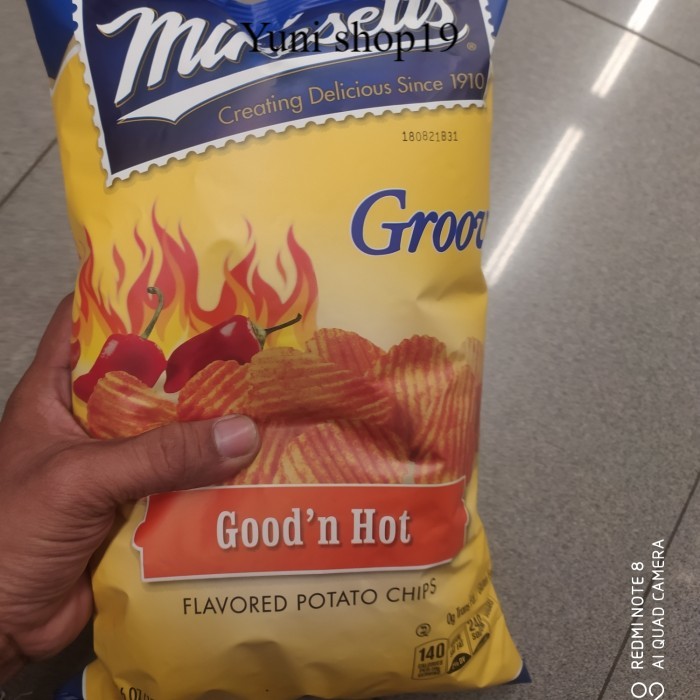 Yuni shop19
Creating Delicious Since 1910
180821831
Good'n Hot
FLAVORED POTATO CHIPS
140
REDMI NOTE 8
AI QUAD CAMERA